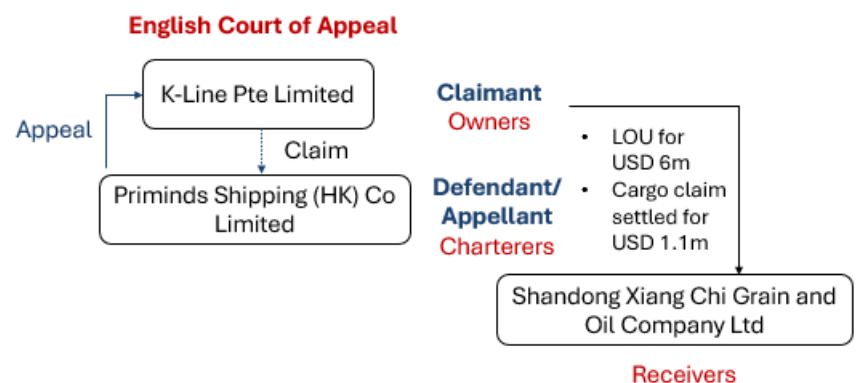 English Court of Appeal
K-Line Pte Limited
Appeal
Claim
Priminds Shipping (HK) Co
Limited
Claimant
Owners
Defendant/
Appellant
Charterers
• LOU for
USD 6m
• Cargo claim
settled for
USD 1.1m
Shandong Xiang Chi Grain and
Oil Company Ltd
Receivers